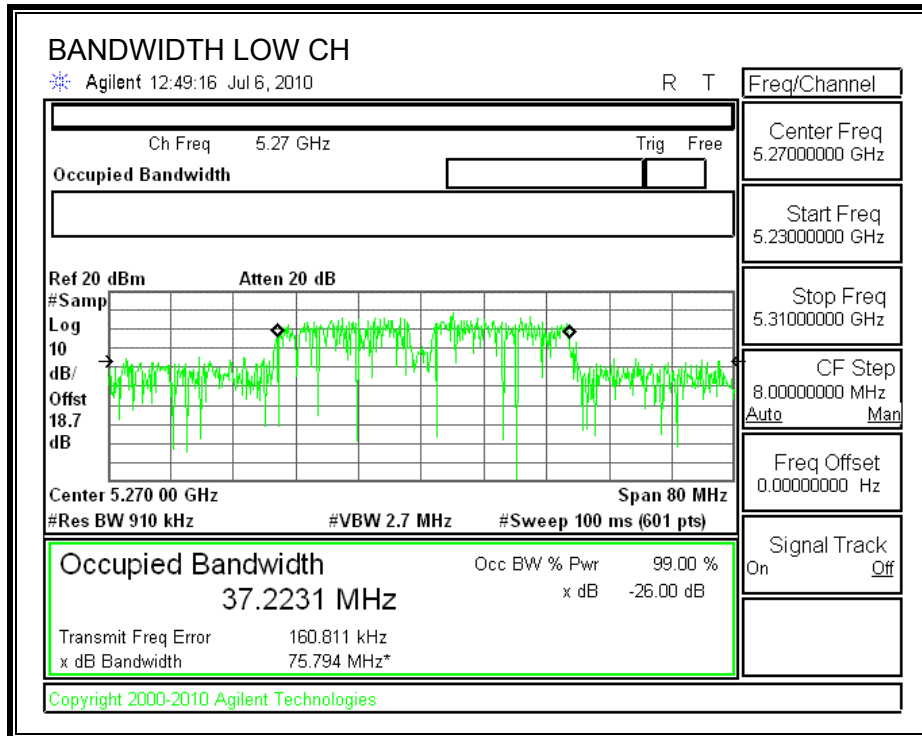 BANDWIDTH LOW CH
Agilent 12:49:16 Jul 6, 2010 R T
Freq/Channel
Ch Freq 5.27 GHz Trig Free
Occupied Bandwidth
Center Freq
5.27000000 GHz
Start Freq
5.23000000 GHz
Stop Freq
5.31000000 GHz
CF Step
8.00000000 MHz
Auto Man
Freq Offset
0.00000000 Hz
Signal Track
On Off
Ref 20 dBm Atten 20 dB
#Samp
Log
10
dB/
Offst
18.7
dB
Center 5.270 00 GHz Span 80 MHz
#Res BW 910 kHz #VBW 2.7 MHz #Sweep 100 ms (601 pts)
Occupied Bandwidth Occ BW % Pwr 99.00 %
37.2231 MHz x dB -26.00 dB
Transmit Freq Error 160.811 kHz
x dB Bandwidth 75.794 MHz*
Copyright 2000-2010 Agilent Technologies